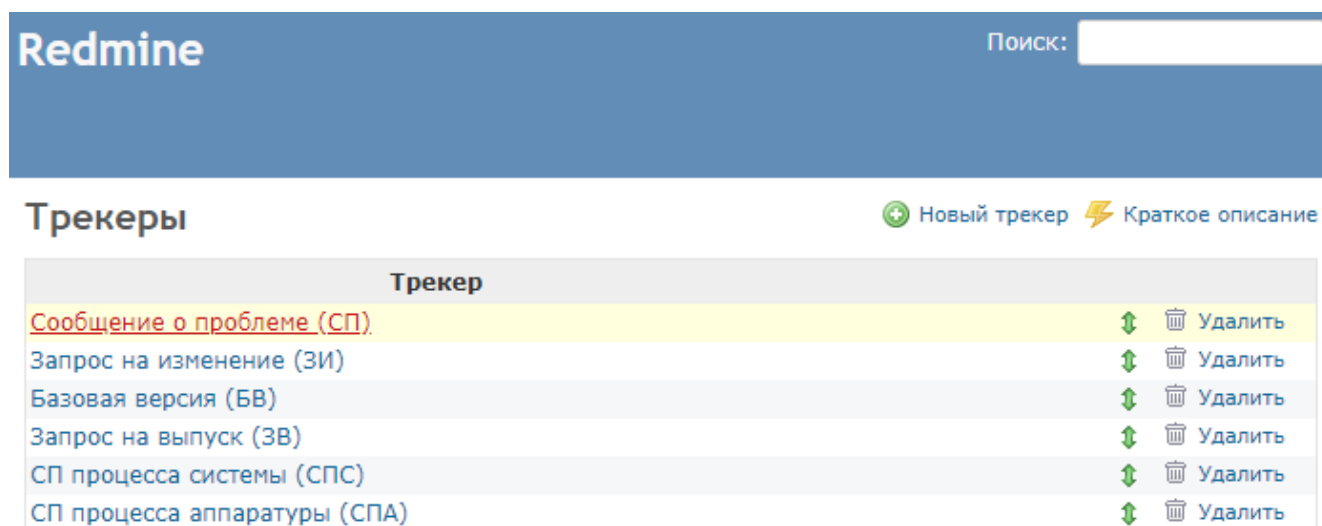 Redmine Поиск:
Трекеры Новый трекер Краткое описание
Трекер
Сообщение о проблеме (СП) Удалить
Запрос на изменение (ЗИ) Удалить
Базовая версия (БВ) Удалить
Запрос на выпуск (ЗВ) Удалить
СП процесса системы (СПС) Удалить
СП процесса аппаратуры (СПА) Удалить